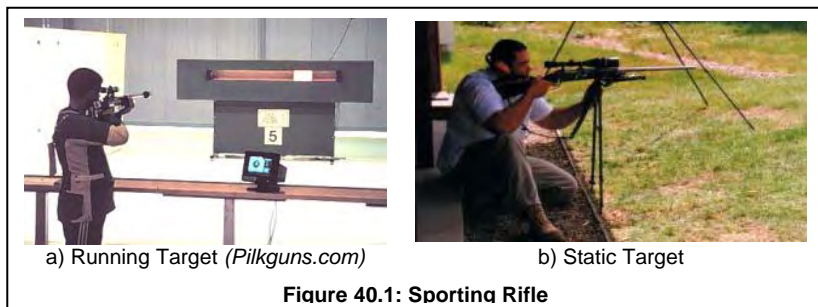 5
a) Running Target (Pilkguns.com)
b) Static Target
Figure 40.1: Sporting Rifle